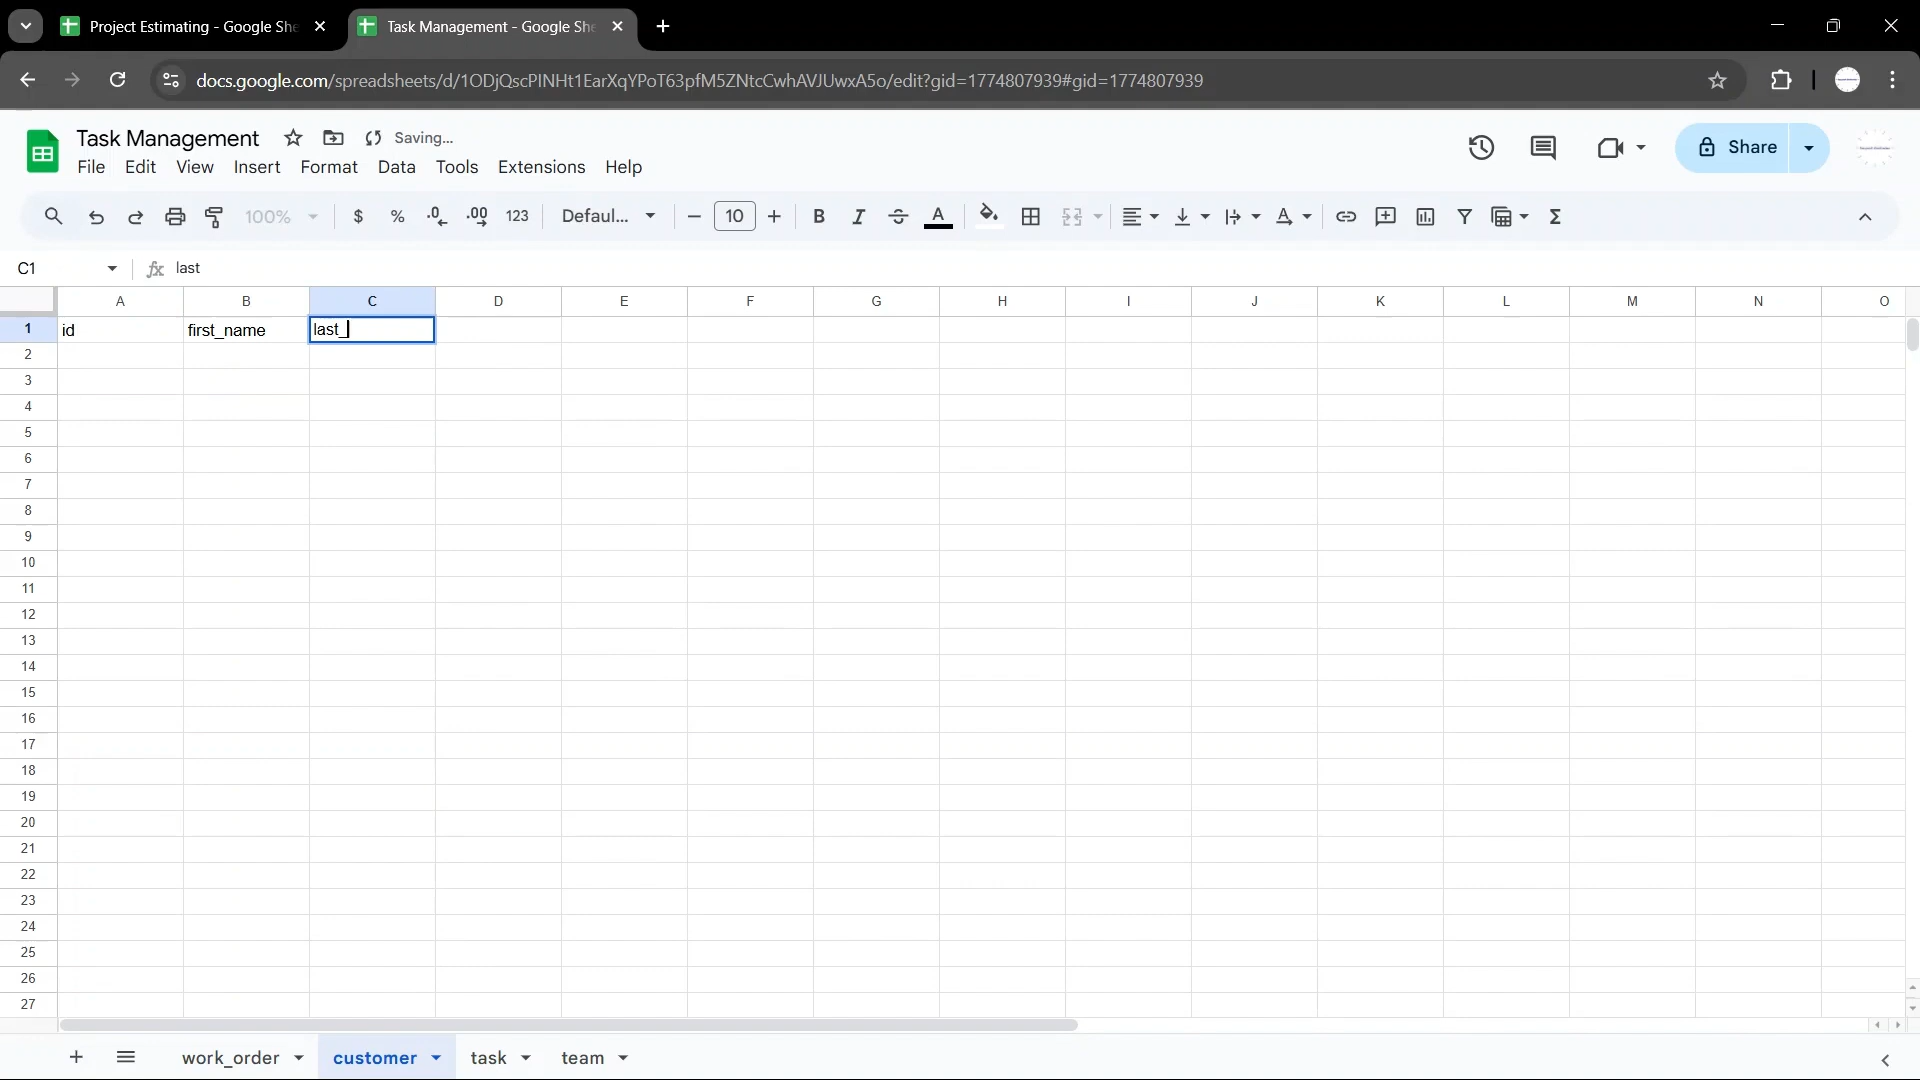 Project Estimating - Google She
Task Management - Google She
docs.google.com/spreadsheets/d/1ODjQscPINHt1EarXqYPoT63pfM5ZNtcCwhAVJUwxA5o/edit?gid=1774807939#gid=1774807939
Task Management Saving...
File Edit View Insert Format Data Tools Extensions Help
Share
100% $ % .0 .00 123 Defaul... 10 B I A Σ
C1 fx last
A B C D E F G H I J K L M N O
1 id first_name last_
2
3
4
5
6
7
8
9
10
11
12
13
14
15
16
17
18
19
20
21
22
23
24
25
26
27
work_order customer task team